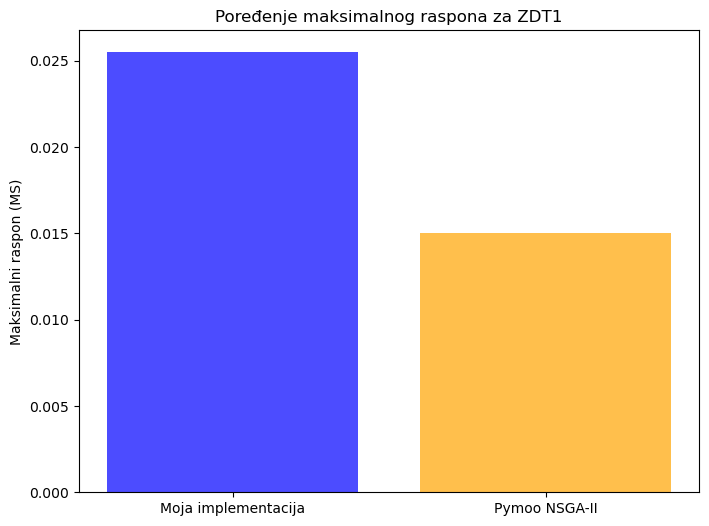 Poređenje maksimalnog raspona za ZDT1
Maksimalni raspon (MS)
0.025
0.020
0.015
0.010
0.005
0.000
Moja implementacija
Pymoo NSGA-II